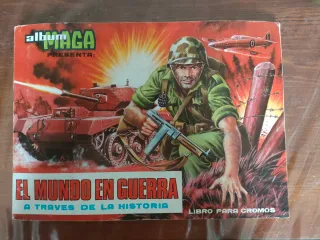 album
MAGA
PRESENTA:
EL MUNDO EN GUERRA
A TRAVES DE LA HISTORIA
LIBRO PARA CROMOS